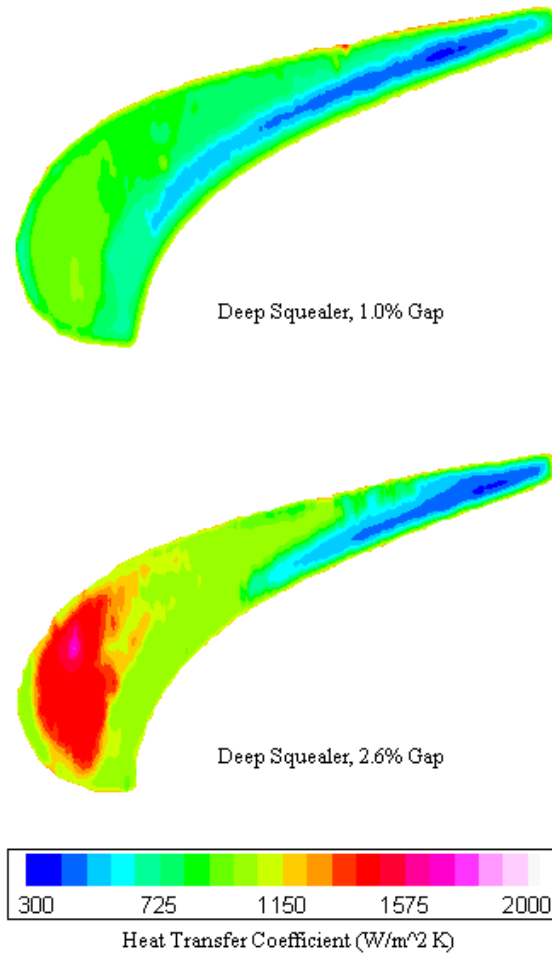 Deep Squealer, 1.0% Gap
Deep Squealer, 2.6% Gap
300 725 1150 1575 2000
Heat Transfer Coefficient (W/m^2 K)